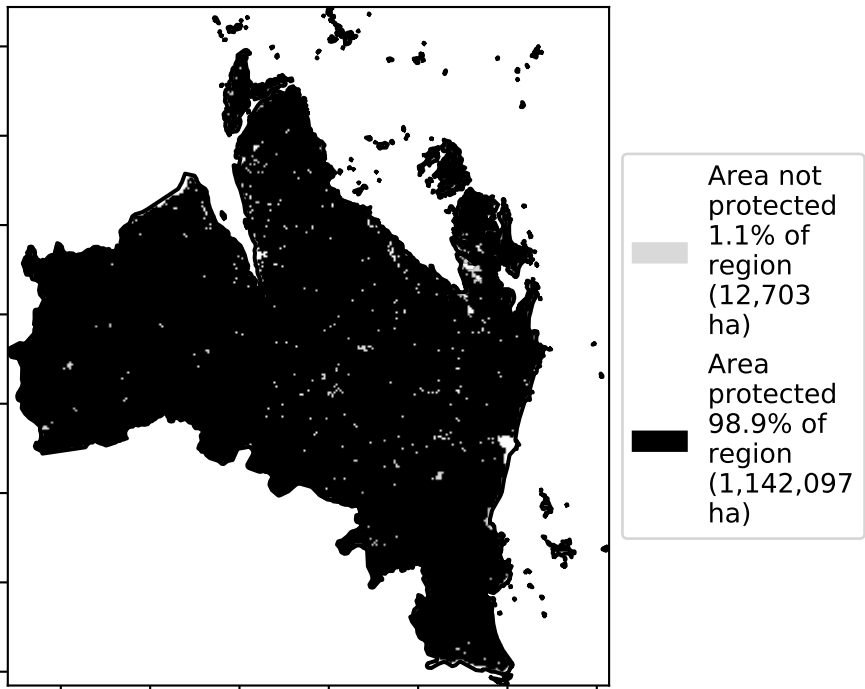 Area not
protected
1.1% of
region
(12,703
ha)
Area
protected
98.9% of
region
(1,142,097
ha)